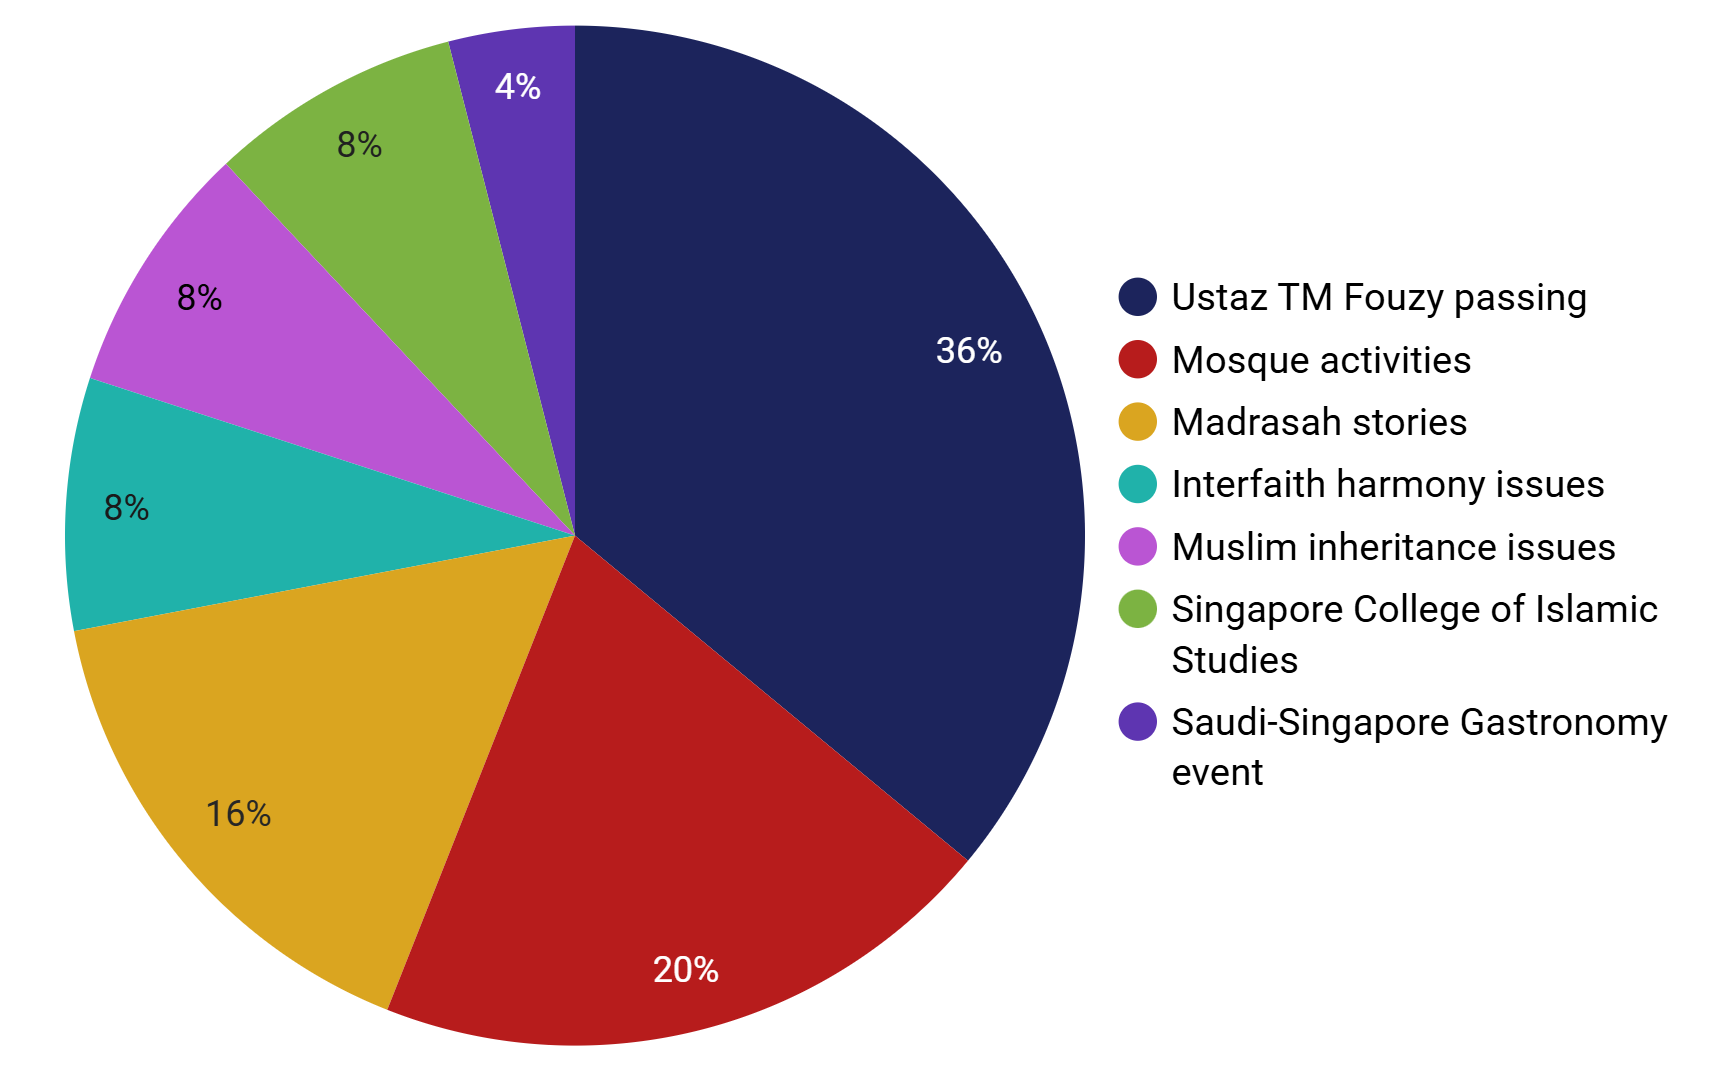 4%
8%
36%
8%
8%
16%
20%
Ustaz TM Fouzy passing
Mosque activities
Madrasah stories
Interfaith harmony issues
Muslim inheritance issues
Singapore College of Islamic
Studies
Saudi-Singapore Gastronomy
event